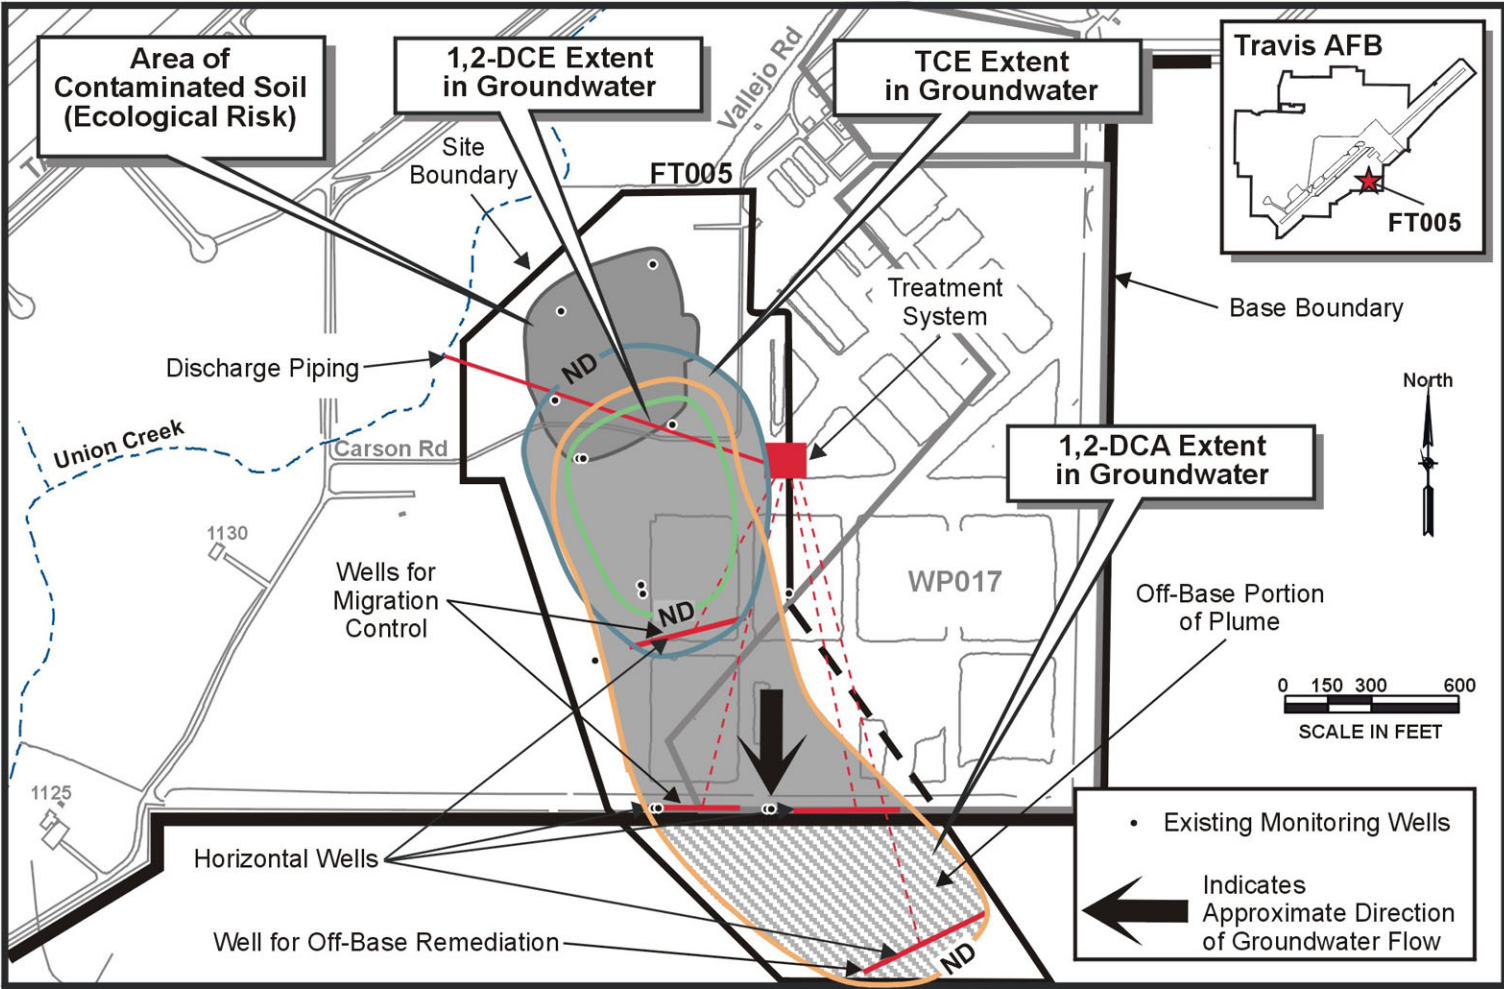 Area of
Contaminated Soil
(Ecological Risk)
1,2-DCE Extent
in Groundwater
TCE Extent
in Groundwater
Travis AFB
FT005
Vallejo Rd
Site
Boundary
FT005
Treatment
System
Base Boundary
Discharge Piping
ND
North
Union Creek
Carson Rd
1,2-DCA Extent
in Groundwater
1130
Wells for
Migration
Control
WP017
Off-Base Portion
of Plume
ND
0 150 300 600
SCALE IN FEET
1125
Horizontal Wells
Well for Off-Base Remediation
ND
Existing Monitoring Wells
Indicates
Approximate Direction
of Groundwater Flow